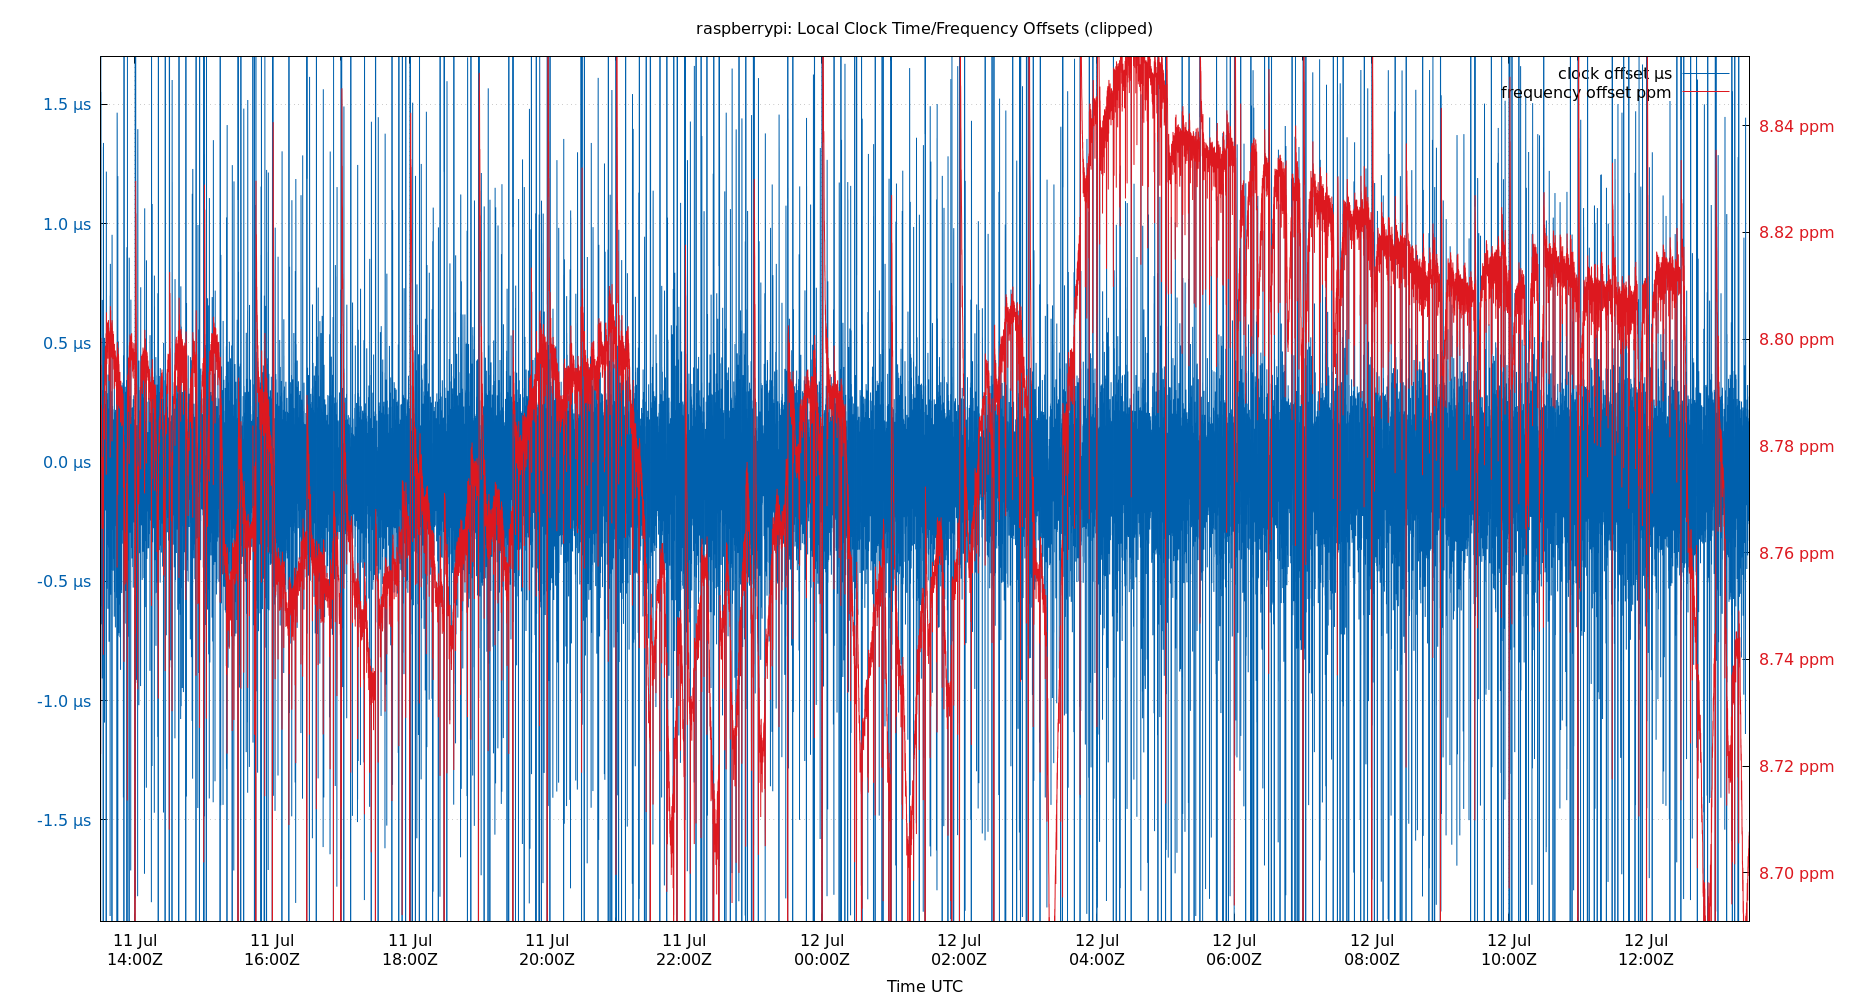 raspberrypi: Local Clock Time/Frequency Offsets (clipped)
clock offset µs
frequency offset ppm
1.5 µs
1.0 µs
0.5 µs
0.0 µs
-0.5 µs
-1.0 µs
-1.5 µs
8.84 ppm
8.82 ppm
8.80 ppm
8.78 ppm
8.76 ppm
8.74 ppm
8.72 ppm
8.70 ppm
11 Jul
14:00Z
11 Jul
16:00Z
11 Jul
18:00Z
11 Jul
20:00Z
11 Jul
22:00Z
12 Jul
00:00Z
12 Jul
02:00Z
12 Jul
04:00Z
12 Jul
06:00Z
12 Jul
08:00Z
12 Jul
10:00Z
12 Jul
12:00Z
Time UTC